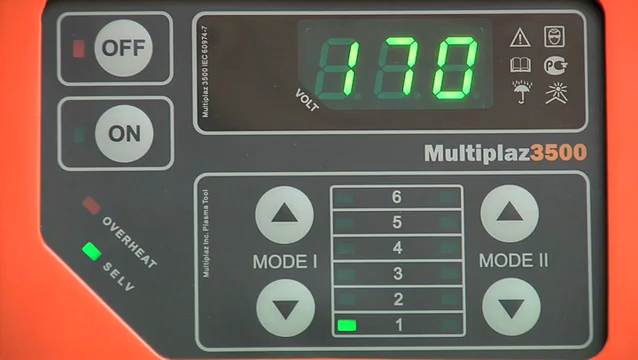 OFF
ON
Multiplaz 3500 IEC 60974-7
170
VOLT
Multiplaz3500
OVERHEAT
SELV
Multiplaz Inc. Plasma Tool
MODE I
6
5
4
3
2
1
MODE II